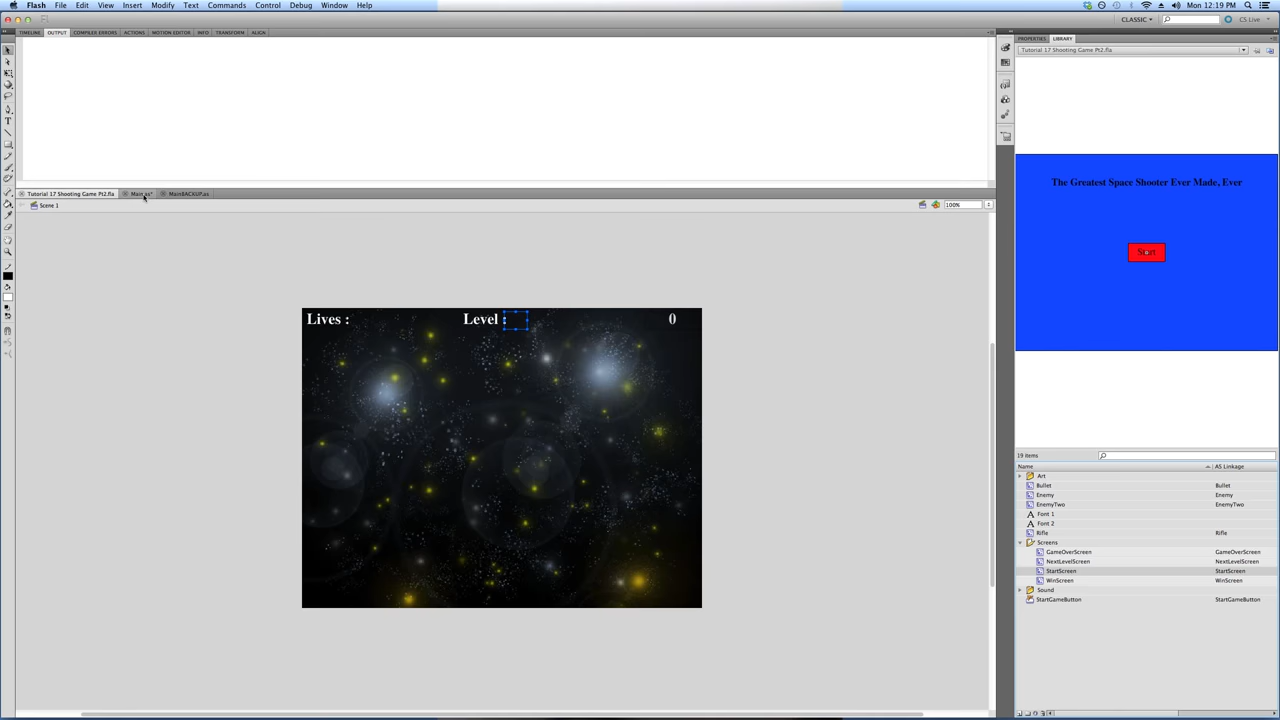 Flash File Edit View Insert Modify Text Commands Control Debug Window Help Mon 12:19 PM
CLASSIC CS Live
TIMELINE OUTPUT COMPILER ERRORS ACTIONS MOTION EDITOR INFO TRANSFORM ALIGN
PROPERTIES LIBRARY
Tutorial 17 Shooting Game Pt2.fla
The Greatest Space Shooter Ever Made, Ever
Tutorial 17 Shooting Game Pt2.fla Main.as* MainBACKUP.as
Scene 1 100%
Start
Lives : Level : 0
19 items
Name AS Linkage
Art
Bullet Bullet
Enemy Enemy
EnemyTwo EnemyTwo
Font 1
Font 2
Rifle Rifle
Screens
GameOverScreen GameOverScreen
NextLevelScreen NextLevelScreen
StartScreen StartScreen
WinScreen WinScreen
Sound
StartGameButton StartGameButton